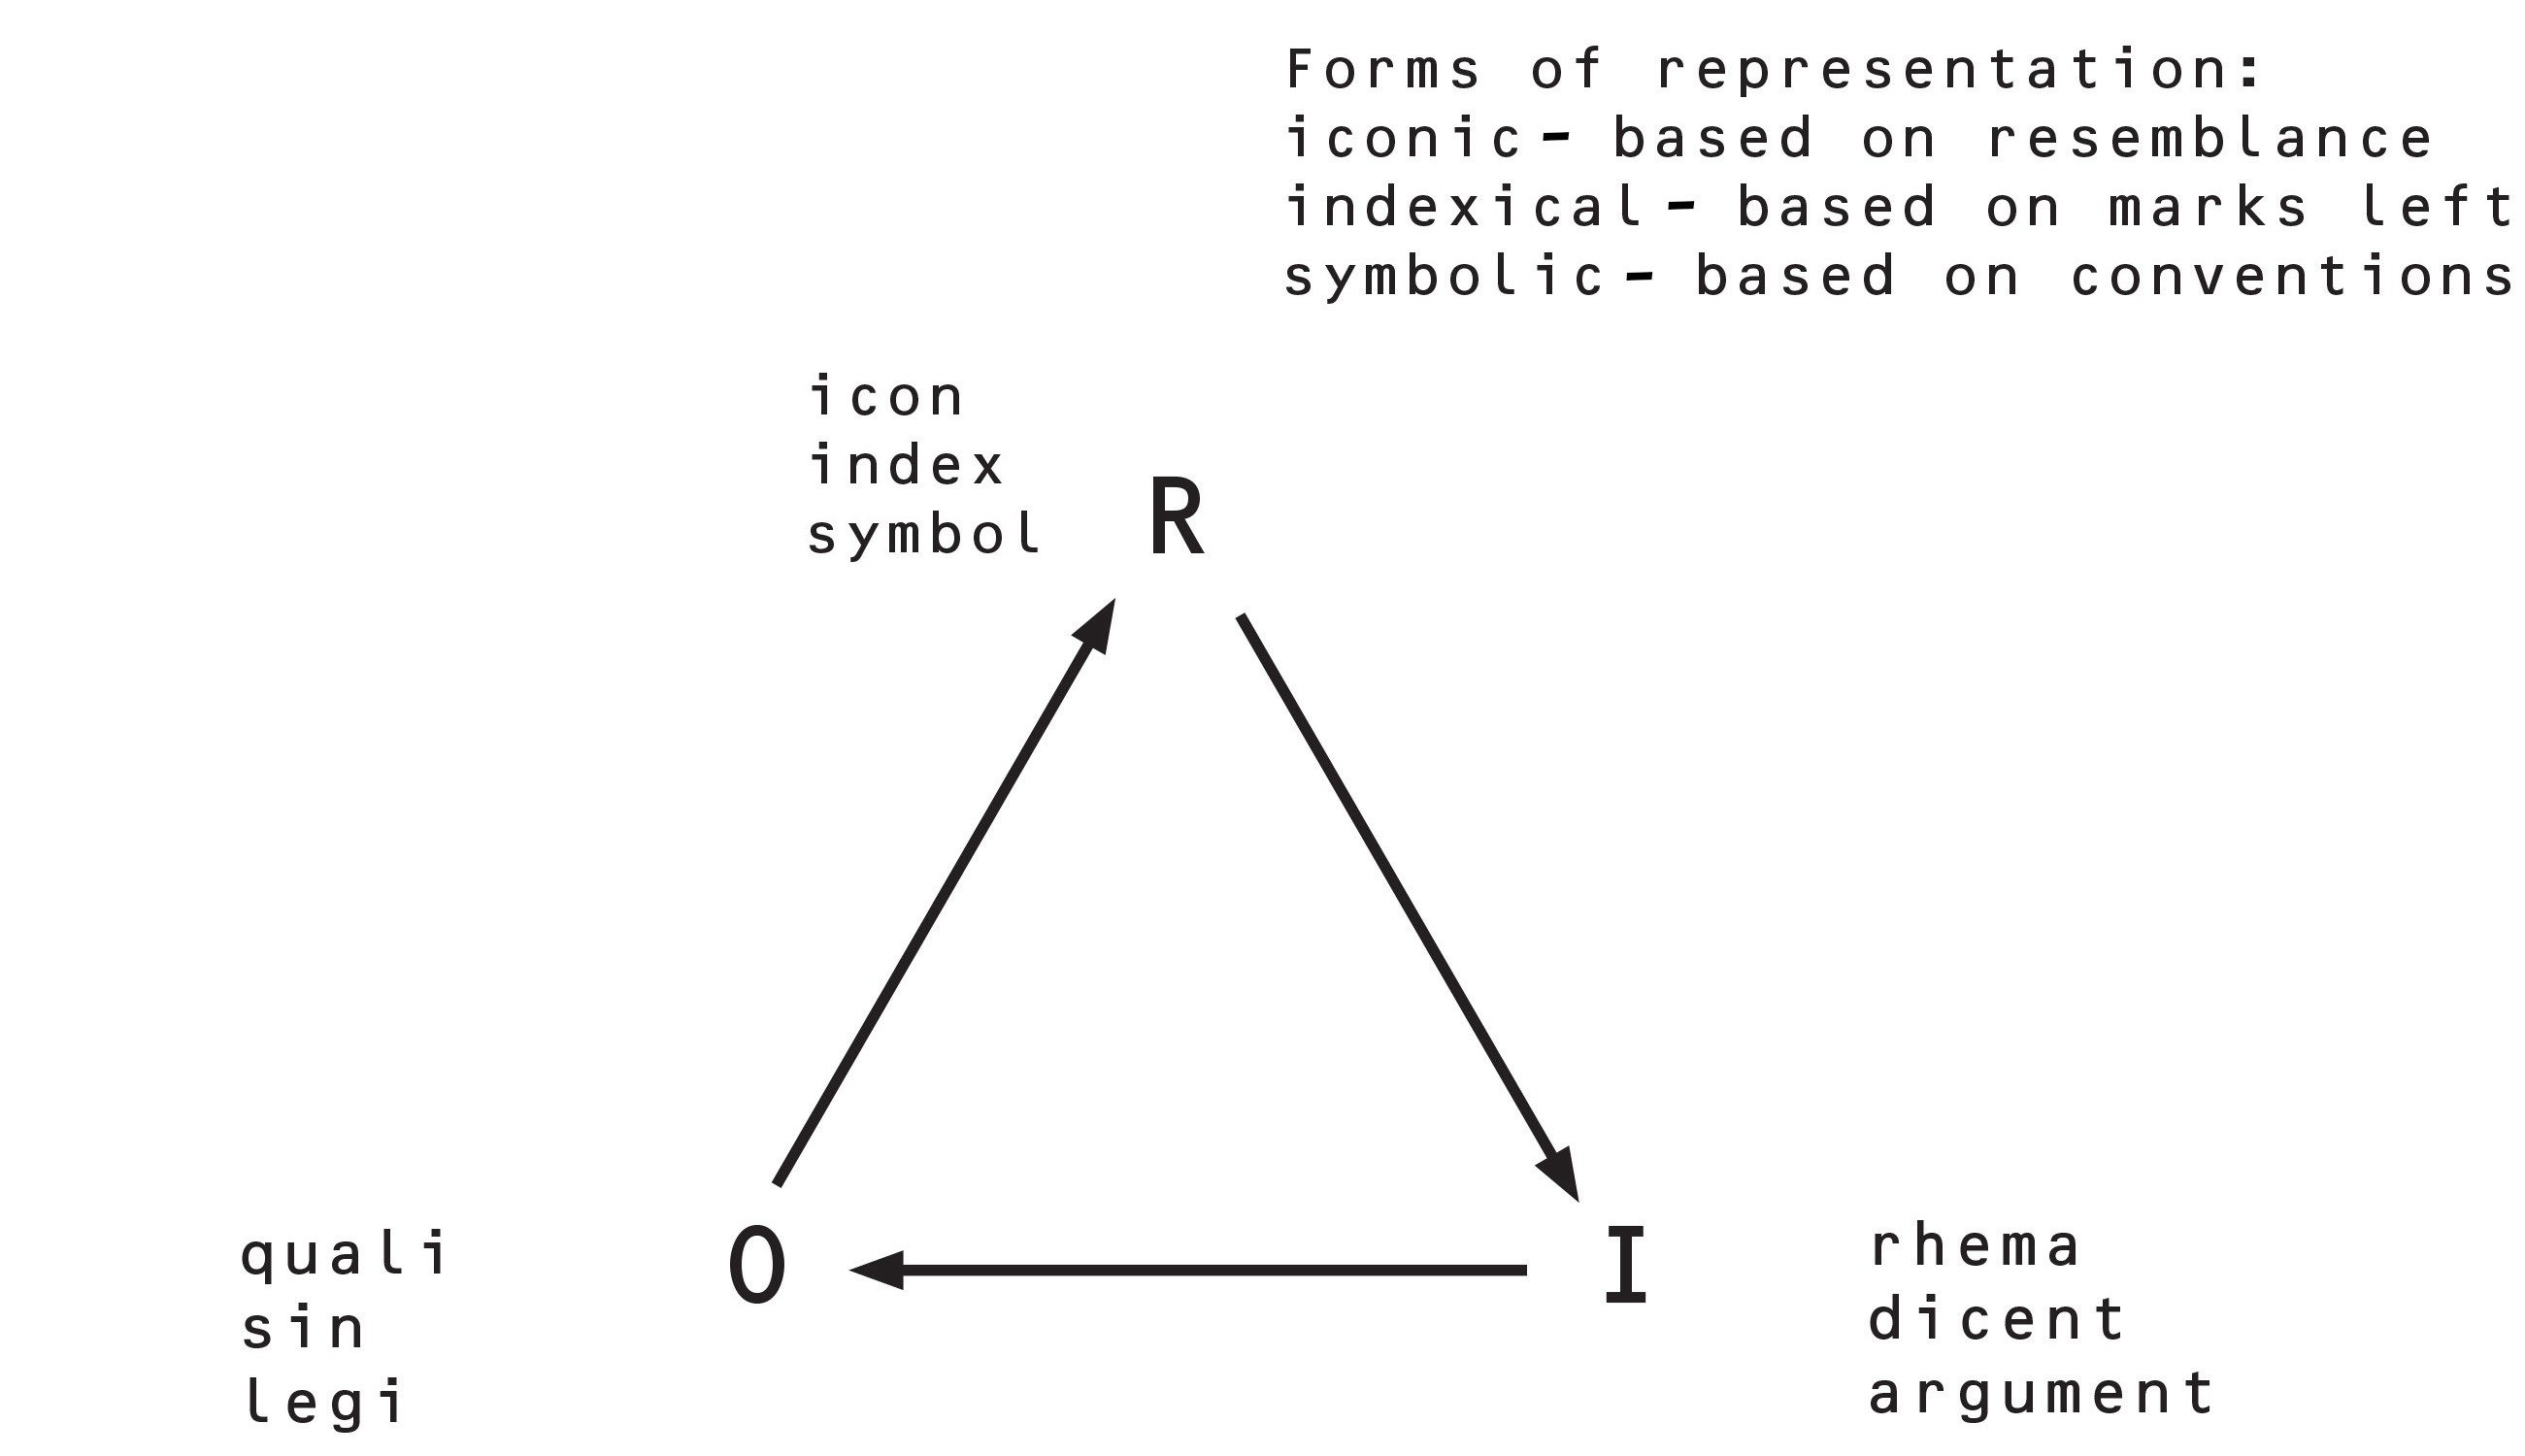 Forms of representation:
iconic - based on resemblance
indexical - based on marks left
symbolic - based on conventions
icon
index
symbol
R
O
I
quali
sin
legi
rhema
dicent
argument